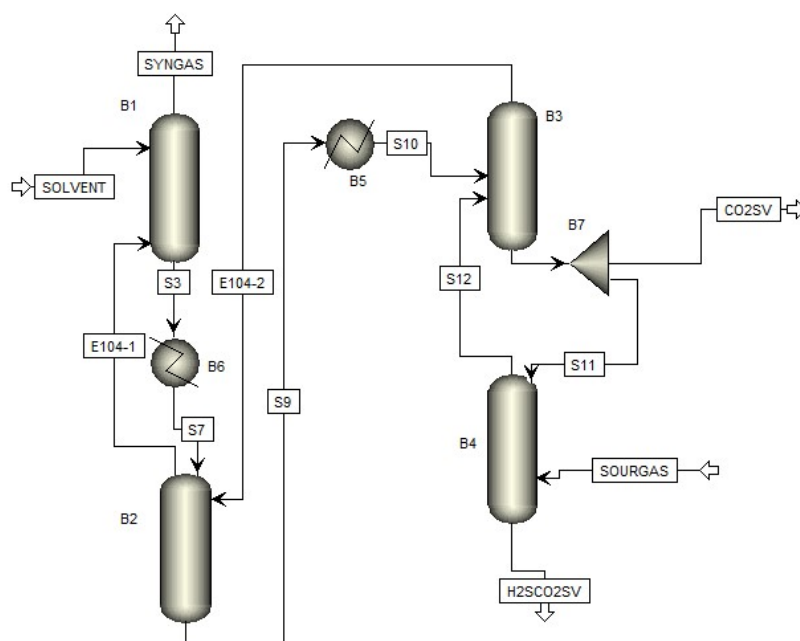 SYNGAS
B1
B3
S10
SOLVENT
B5
CO2SV
B7
S3
E104-2
S12
E104-1
B6
S11
S9
S7
B4
SOURGAS
B2
H2SCO2SV